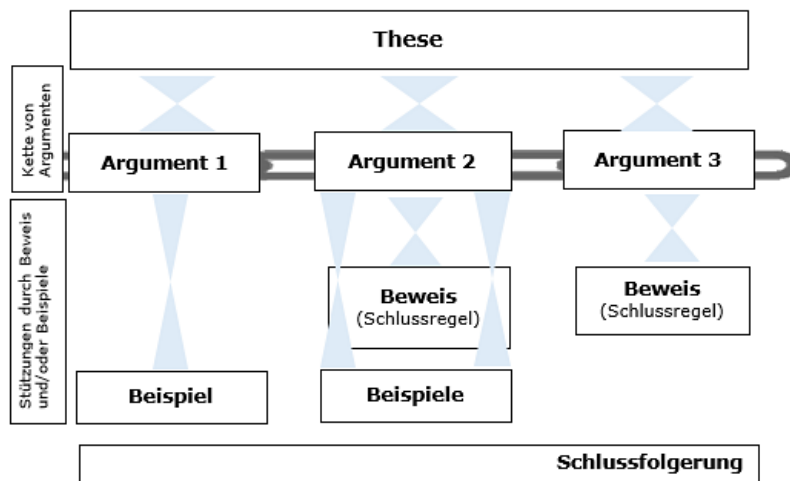 These
Kette von
Argumenten
Argument 1
Argument 2
Argument 3
Stützungen durch Beweis
und/oder Beispiele
Beweis
(Schlussregel)
Beweis
(Schlussregel)
Beispiel
Beispiele
Schlussfolgerung